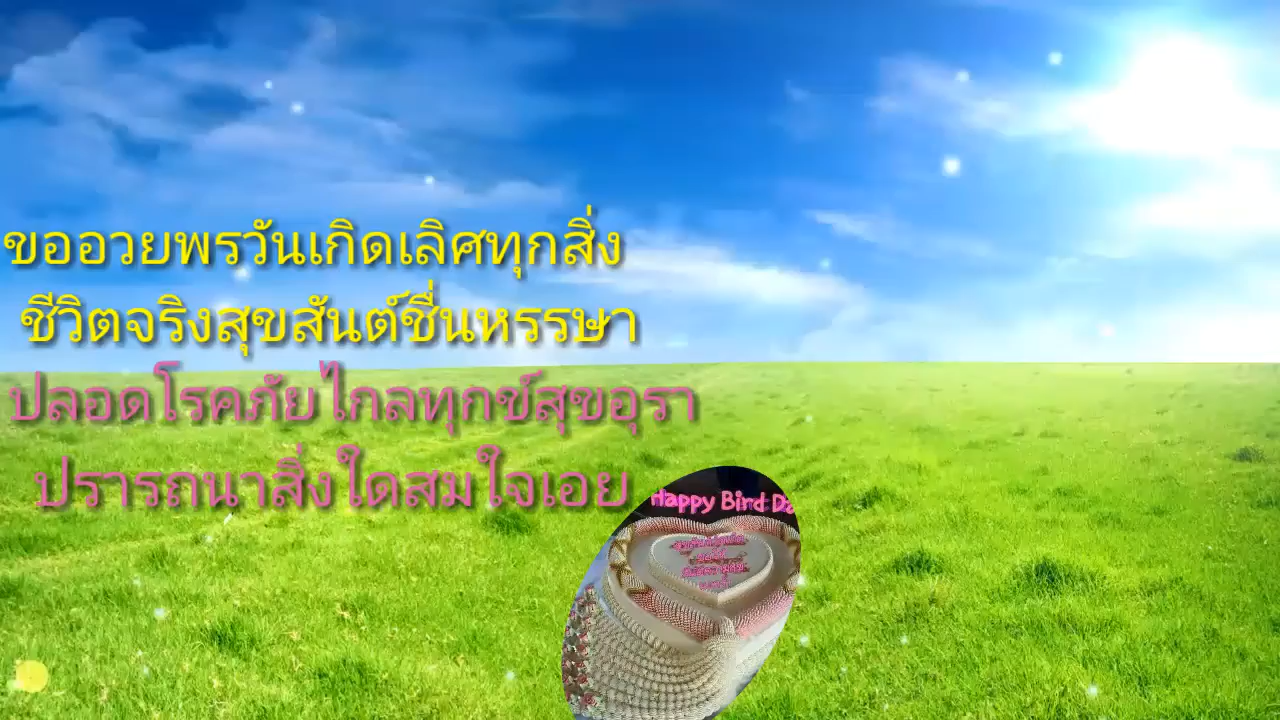 ขออวยพรวันเกิดเลิศทุกสิ่ง
ชีวิตจริงสุขสันต์ชื่นหรรษา
ปลอดโรคภัยไกลทุกข์สุขอุรา
ปรารถนาสิ่งใดสมใจเอย
Happy Bird Da